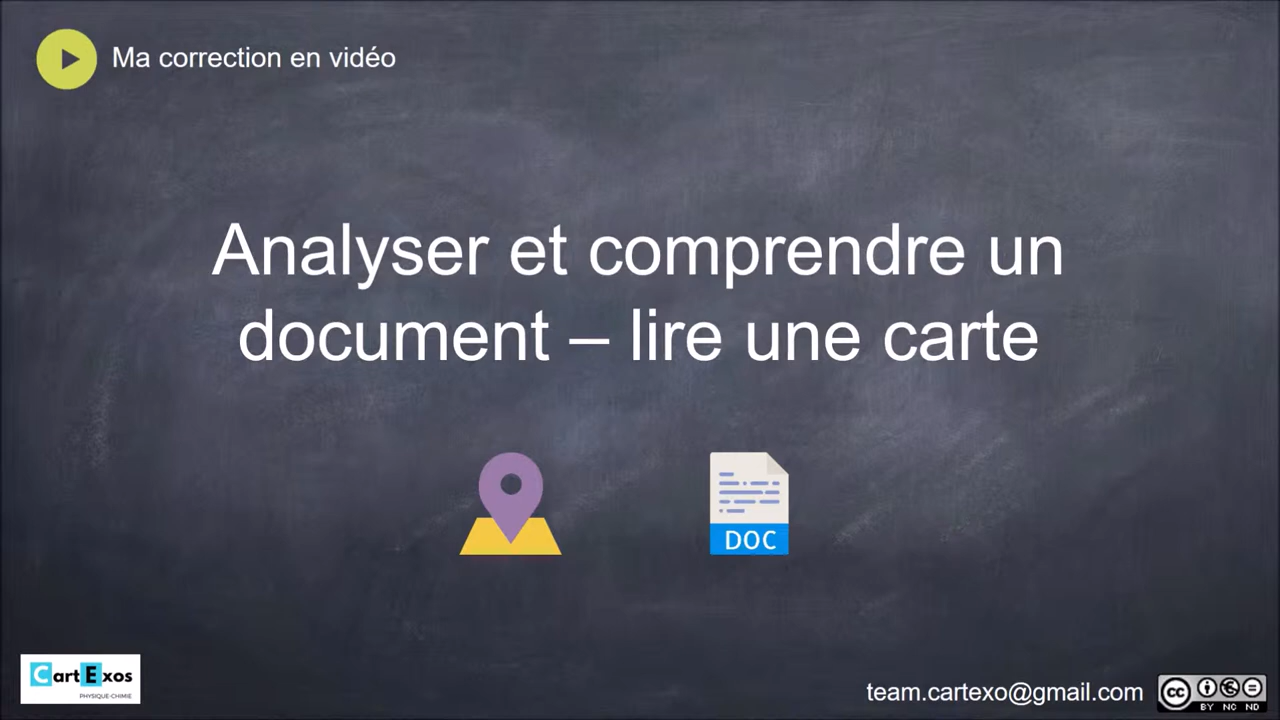 Ma correction en vidéo
Analyser et comprendre un
document – lire une carte
DOC
CartExos
PHYSIQUE-CHIMIE
team.cartexo@gmail.com
cc
BY NC ND